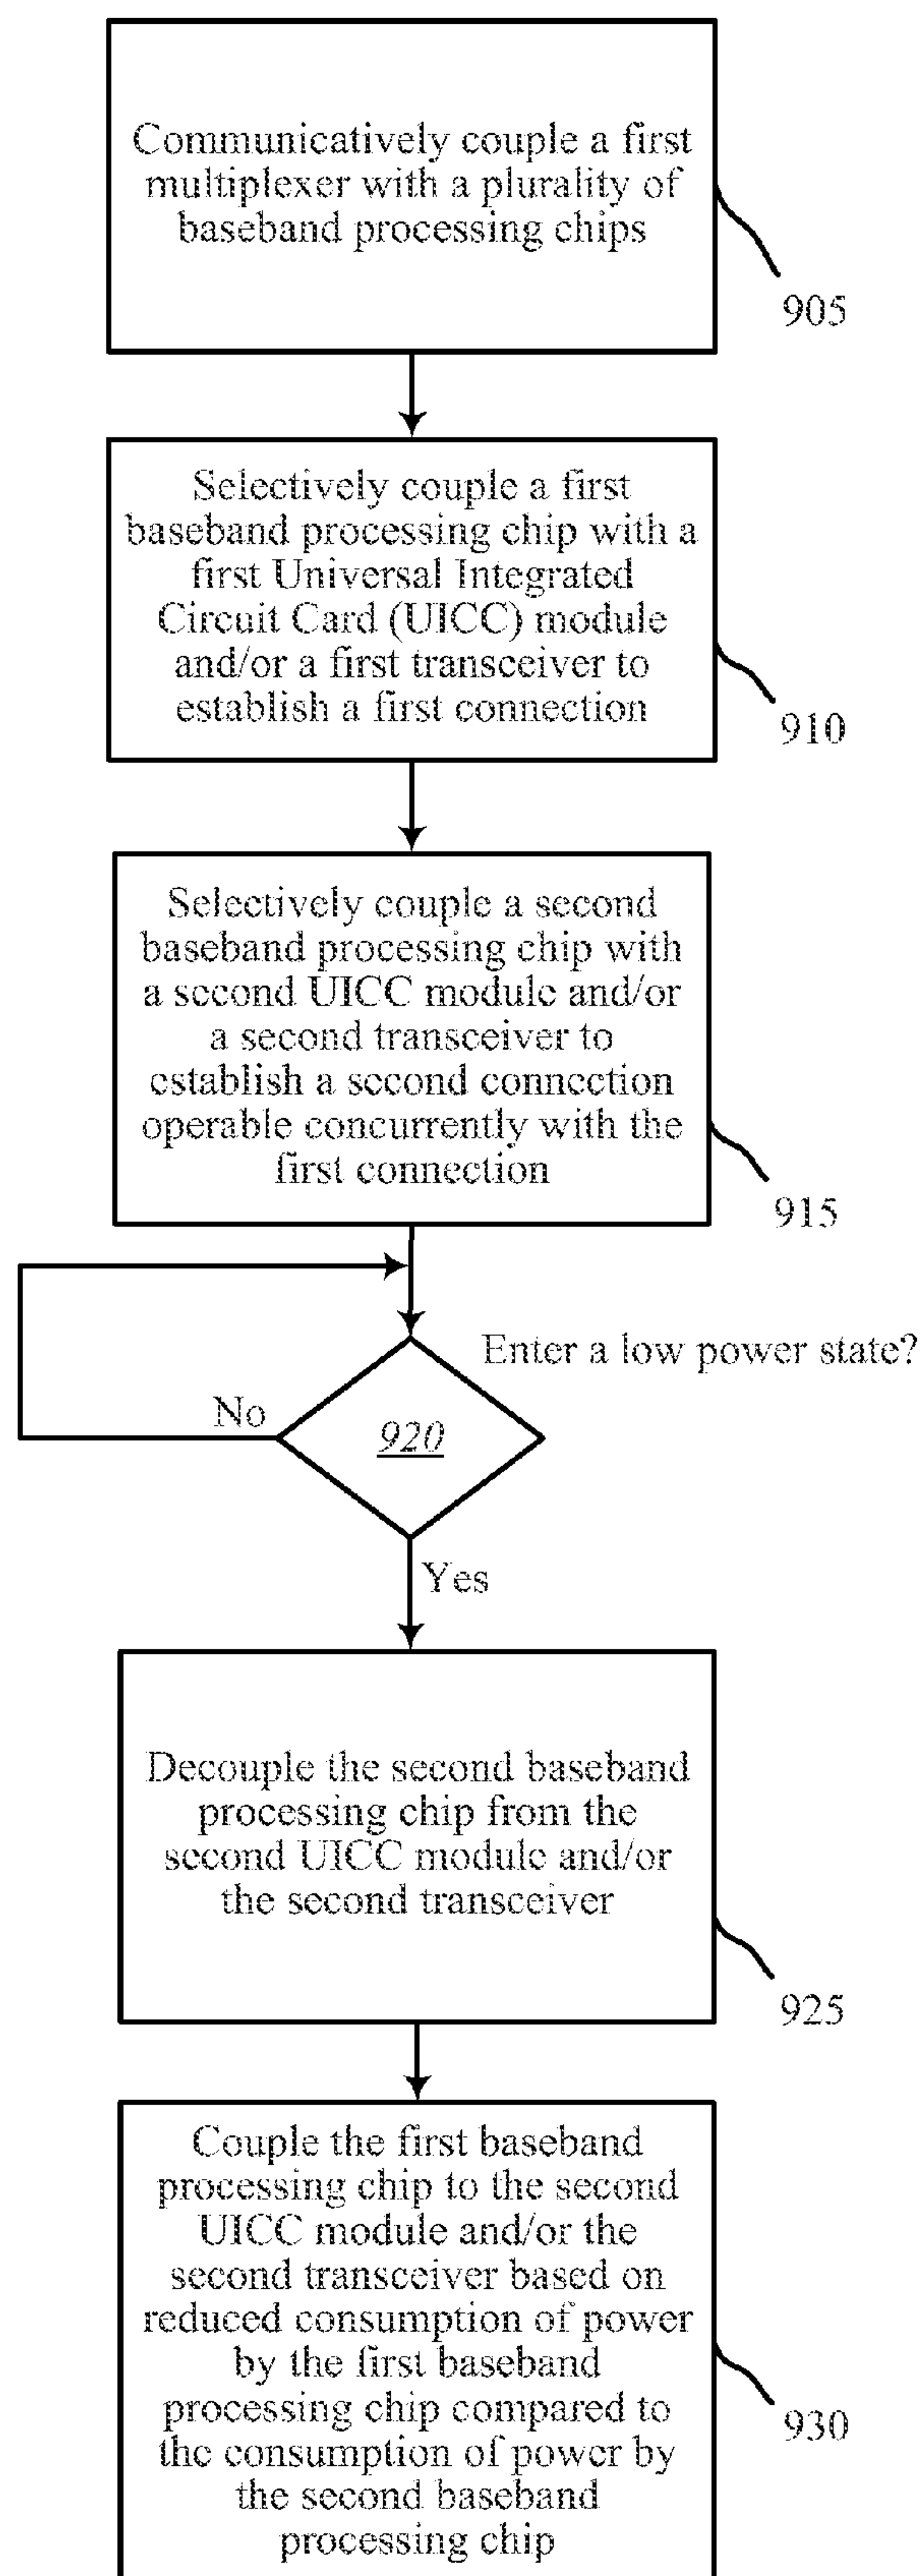 Communicatively couple a first
multiplexer with a plurality of
baseband processing chips
905
Selectively couple a first
baseband processing chip with a
first Universal Integrated
Circuit Card (UICC) module
and/or a first transceiver to
establish a first connection
910
Selectively couple a second
baseband processing chip with
a second UICC module and/or
a second transceiver to
establish a second connection
operable concurrently with the
first connection
915
Enter a low power state?
No
920
Yes
Decouple the second baseband
processing chip from the
second UICC module and/or
the second transceiver
925
Couple the first baseband
processing chip to the second
UICC module and/or the
second transceiver based on
reduced consumption of power
by the first baseband
processing chip compared to
the consumption of power by
the second baseband
processing chip
930